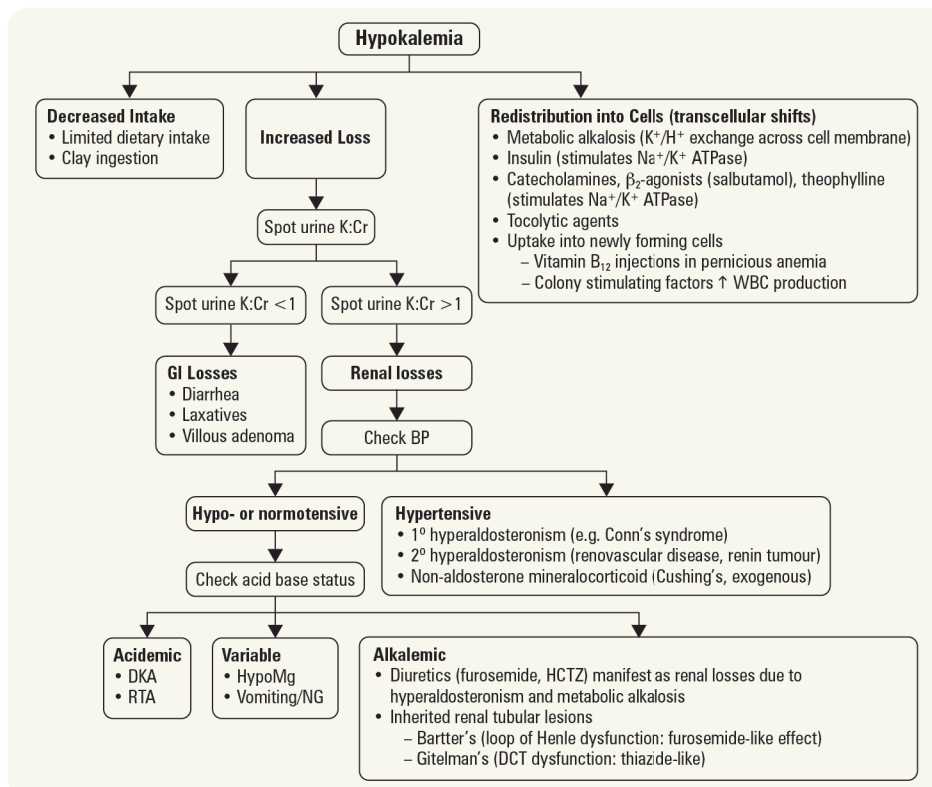 Hypokalemia
Decreased Intake
• Limited dietary intake
• Clay ingestion
Increased Loss
Redistribution into Cells (transcellular shifts)
• Metabolic alkalosis (K⁺/H⁺ exchange across cell membrane)
• Insulin (stimulates Na⁺/K⁺ ATPase)
• Catecholamines, β₂-agonists (salbutamol), theophylline
(stimulates Na⁺/K⁺ ATPase)
• Tocolytic agents
• Uptake into newly forming cells
– Vitamin B₁₂ injections in pernicious anemia
– Colony stimulating factors ↑ WBC production
Spot urine K:Cr
Spot urine K:Cr <1
Spot urine K:Cr >1
GI Losses
• Diarrhea
• Laxatives
• Villous adenoma
Renal losses
Check BP
Hypo- or normotensive
Hypertensive
• 1º hyperaldosteronism (e.g. Conn’s syndrome)
• 2º hyperaldosteronism (renovascular disease, renin tumour)
• Non-aldosterone mineralocorticoid (Cushing’s, exogenous)
Check acid base status
Acidemic
• DKA
• RTA
Variable
• HypoMg
• Vomiting/NG
Alkalemic
• Diuretics (furosemide, HCTZ) manifest as renal losses due to
hyperaldosteronism and metabolic alkalosis
• Inherited renal tubular lesions
– Bartter’s (loop of Henle dysfunction: furosemide-like effect)
– Gitelman’s (DCT dysfunction: thiazide-like)